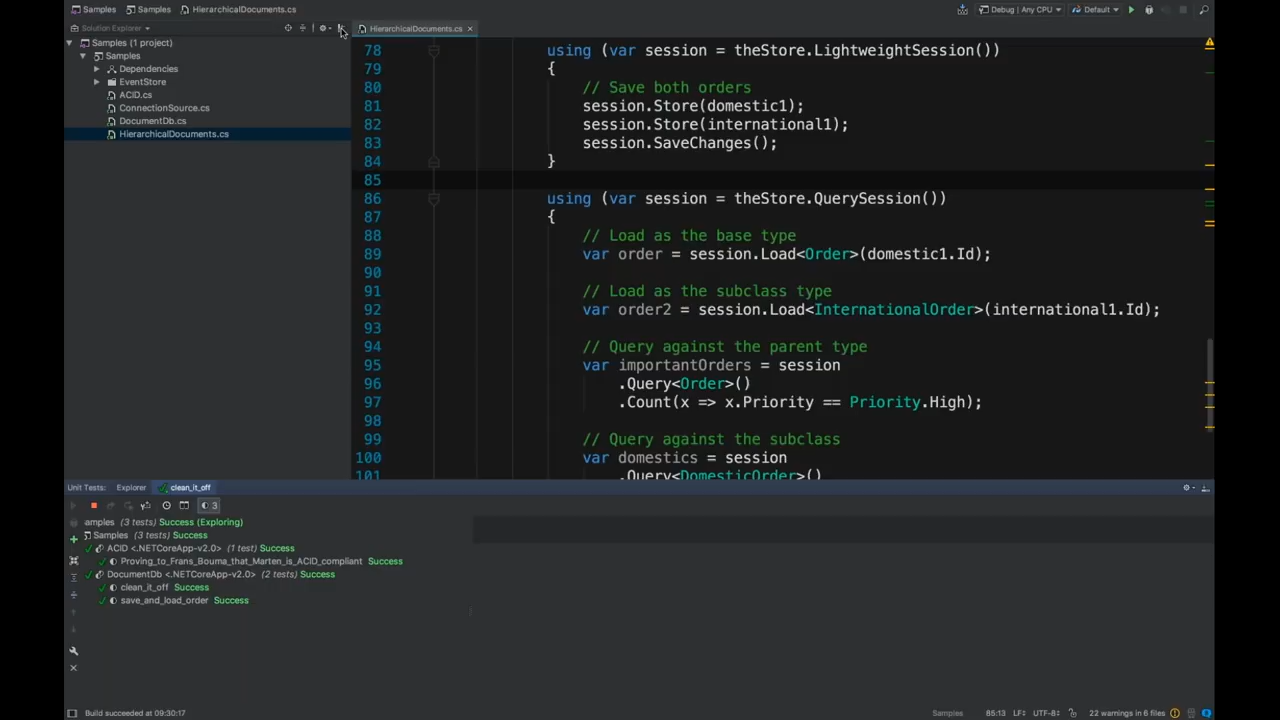 Samples
Samples
HierarchicalDocuments.cs
Debug | Any CPU
Default
Solution Explorer
HierarchicalDocuments.cs
Samples (1 project)
Samples
Dependencies
EventStore
ACiD.cs
ConnectionSource.cs
DocumentDb.cs
HierarchicalDocuments.cs
78 using (var session = theStore.LightweightSession())
79 {
80 // Save both orders
81 session.Store(domestic1);
82 session.Store(international1);
83 session.SaveChanges();
84 }
85
86 using (var session = theStore.QuerySession())
87 {
88 // Load as the base type
89 var order = session.Load<Order>(domestic1.Id);
90
91 // Load as the subclass type
92 var order2 = session.Load<InternationalOrder>(international1.Id);
93
94 // Query against the parent type
95 var importantOrders = session
96 .Query<Order>()
97 .Count(x => x.Priority == Priority.High);
98
99 // Query against the subclass
100 var domestics = session
101 .Query<DomesticOrder>()
Unit Tests: Explorer clean_it_off
3
amples (3 tests) Success (Exploring)
Samples (3 tests) Success
ACiD <.NETCoreApp-v2.0> (1 test) Success
Proving_to_Frans_Bouma_that_Marten_is_ACID_compliant Success
DocumentDb <.NETCoreApp-v2.0> (2 tests) Success
clean_it_off Success
save_and_load_order Success
Build succeeded at 09:30:17
Samples
85:13
LF÷
UTF-8÷
22 warnings in 6 files